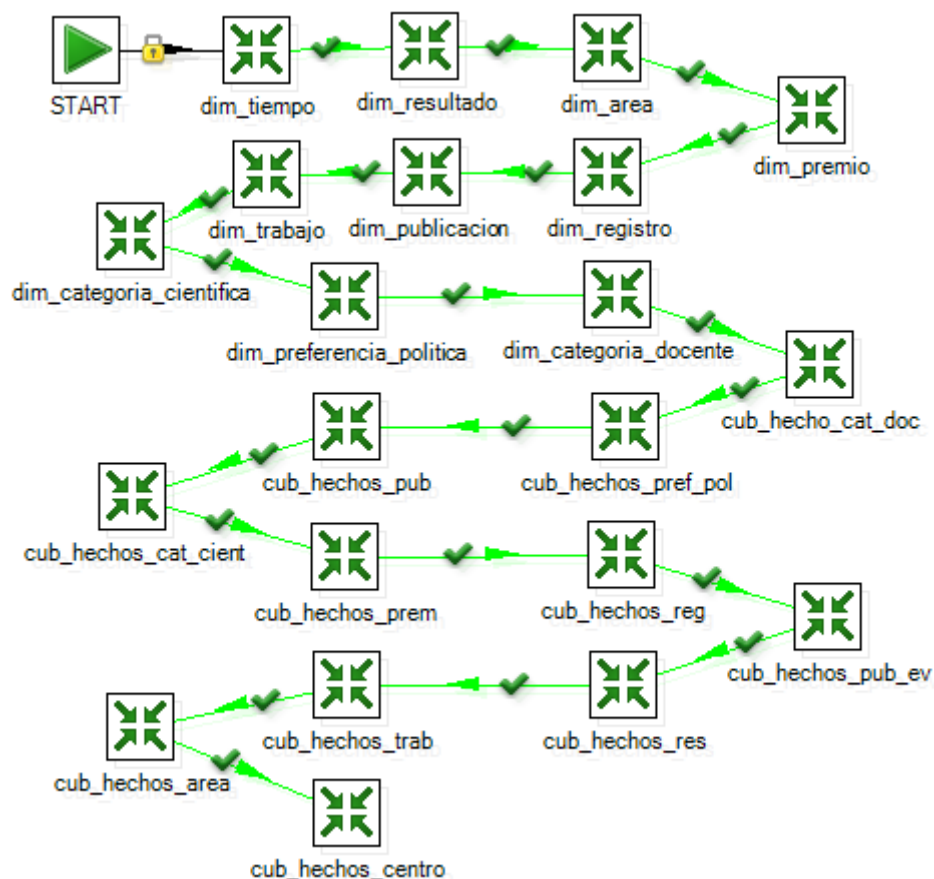 START
dim_tiempo
dim_resultado
dim_area
dim_premio
dim_registro
dim_publicacion
dim_trabajo
dim_categoria_cientifica
dim_preferencia_politica
dim_categoria_docente
cub_hecho_cat_doc
cub_hechos_pref_pol
cub_hechos_pub
cub_hechos_cat_cient
cub_hechos_prem
cub_hechos_reg
cub_hechos_pub_ev
cub_hechos_res
cub_hechos_trab
cub_hechos_area
cub_hechos_centro